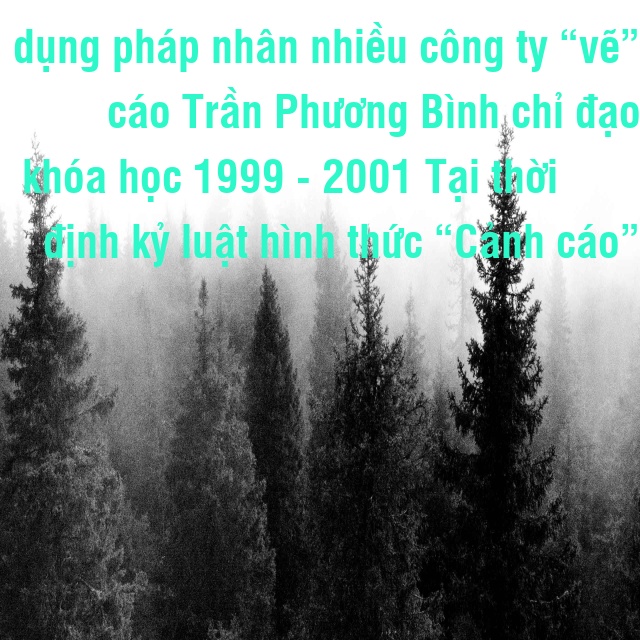 dụng pháp nhân nhiều công ty “vẽ”
cáo Trần Phương Bình chỉ đạo
khóa học 1999 - 2001 Tại thời
định kỷ luật hình thức “Cảnh cáo”